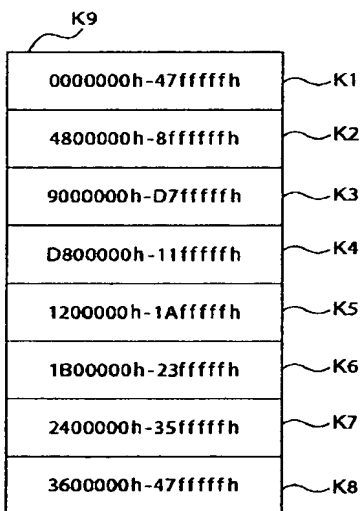 K9
0000000h-47fffffh K1
4800000h-8ffffffh K2
9000000h-D7fffffh K3
D800000h-11fffffh K4
1200000h-1Afffffh K5
1B00000h-23fffffh K6
2400000h-35fffffh K7
3600000h-47fffffh K8